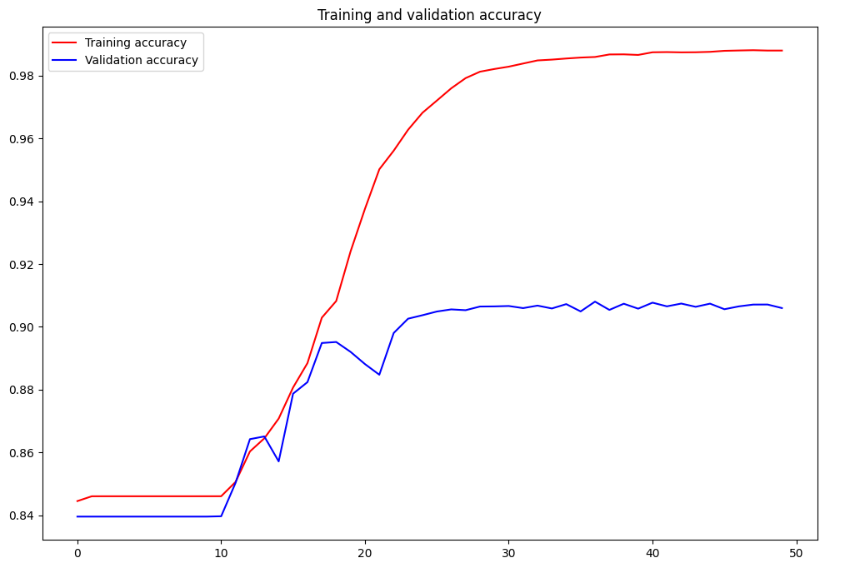 Training and validation accuracy
Training accuracy
Validation accuracy
0.98
0.96
0.94
0.92
0.90
0.88
0.86
0.84
0 10 20 30 40 50